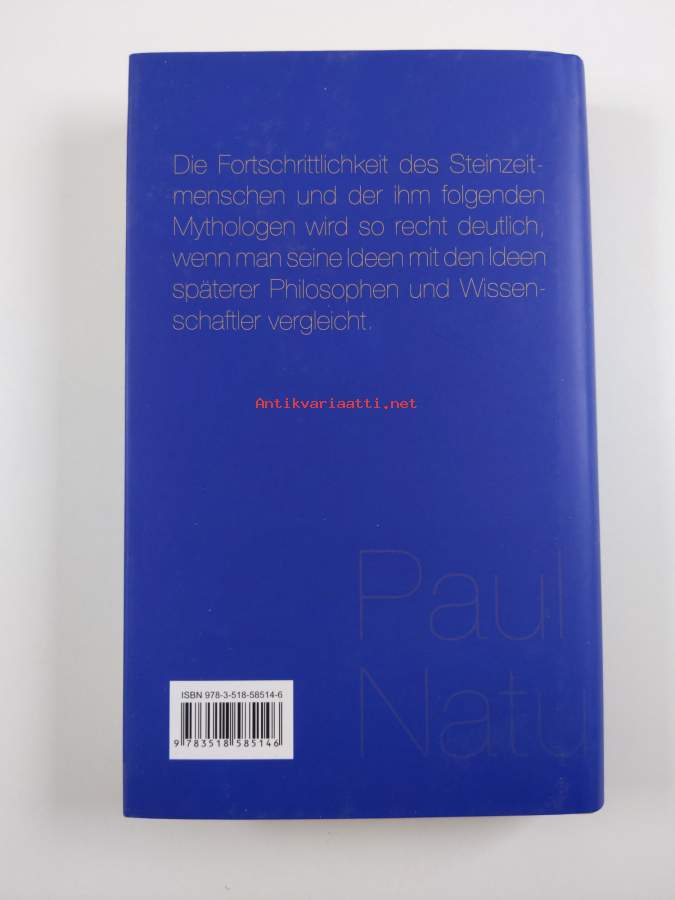 Die Fortschrittlichkeit des Steinzeit-
menschen und der ihm folgenden
Mythologen wird so recht deutlich,
wenn man seine Ideen mit den Ideen
späterer Philosophen und Wissen-
schaftler vergleicht.
Antikvariaatti.net
Paul
Natu
ISBN 978-3-518-58514-6
9 783518 585146